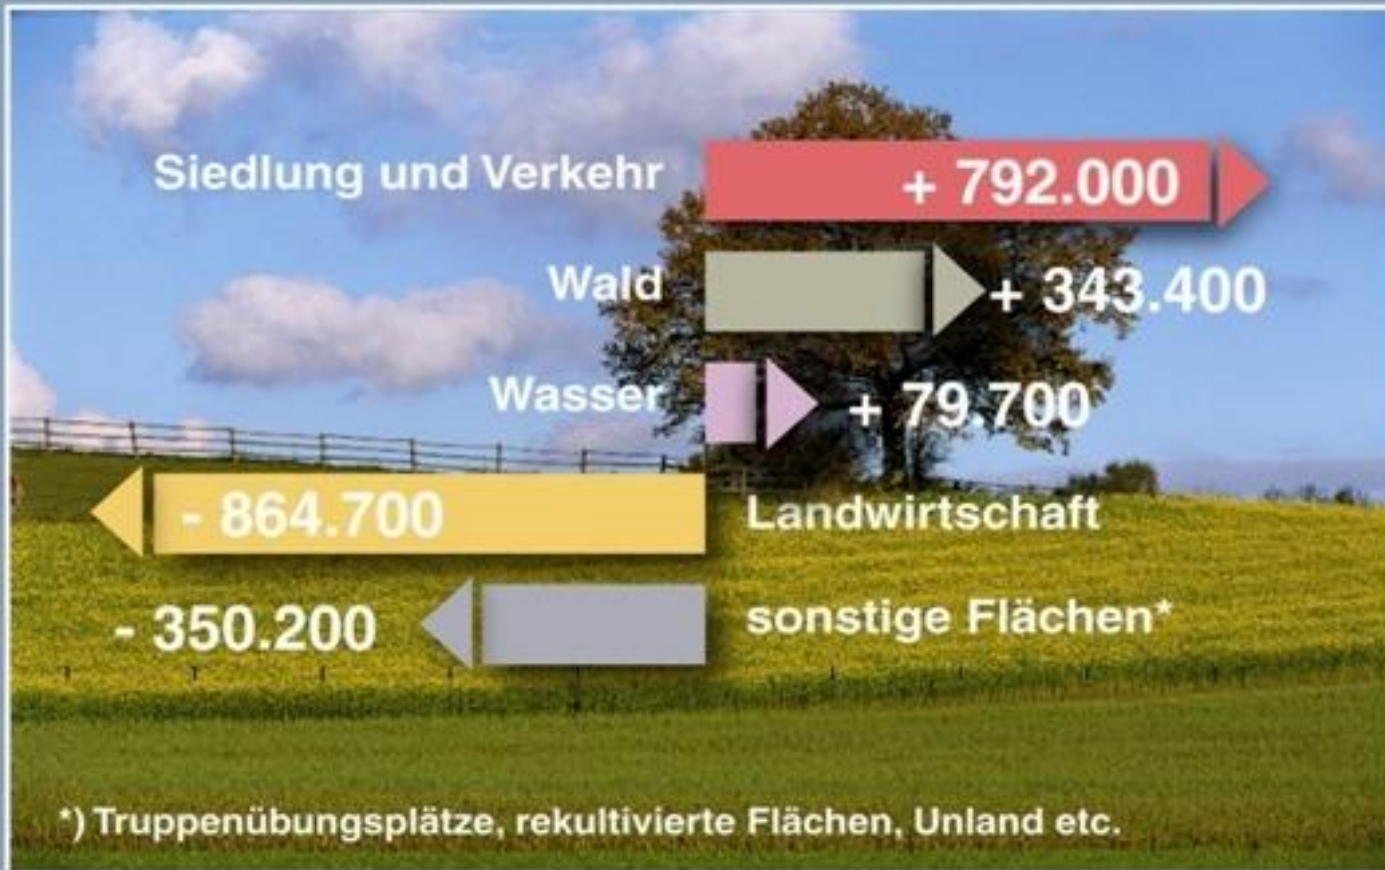 Siedlung und Verkehr + 792.000
Wald + 343.400
Wasser + 79.700
- 864.700 Landwirtschaft
- 350.200 sonstige Flächen*
*) Truppenübungsplätze, rekultivierte Flächen, Unland etc.